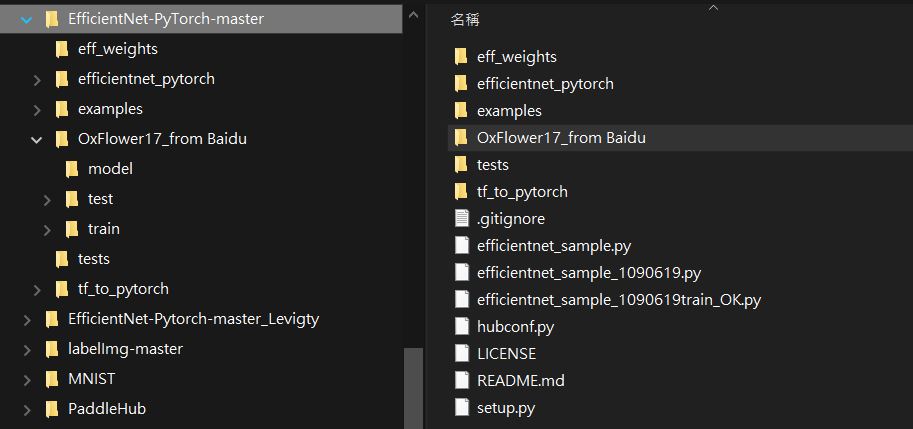 EfficientNet-PyTorch-master
eff_weights
efficientnet_pytorch
examples
OxFlower17_from Baidu
model
test
train
tests
tf_to_pytorch
EfficientNet-Pytorch-master_Levigty
labelImg-master
MNIST
PaddleHub
名稱
eff_weights
efficientnet_pytorch
examples
OxFlower17_from Baidu
tests
tf_to_pytorch
.gitignore
efficientnet_sample.py
efficientnet_sample_1090619.py
efficientnet_sample_1090619train_OK.py
hubconf.py
LICENSE
README.md
setup.py